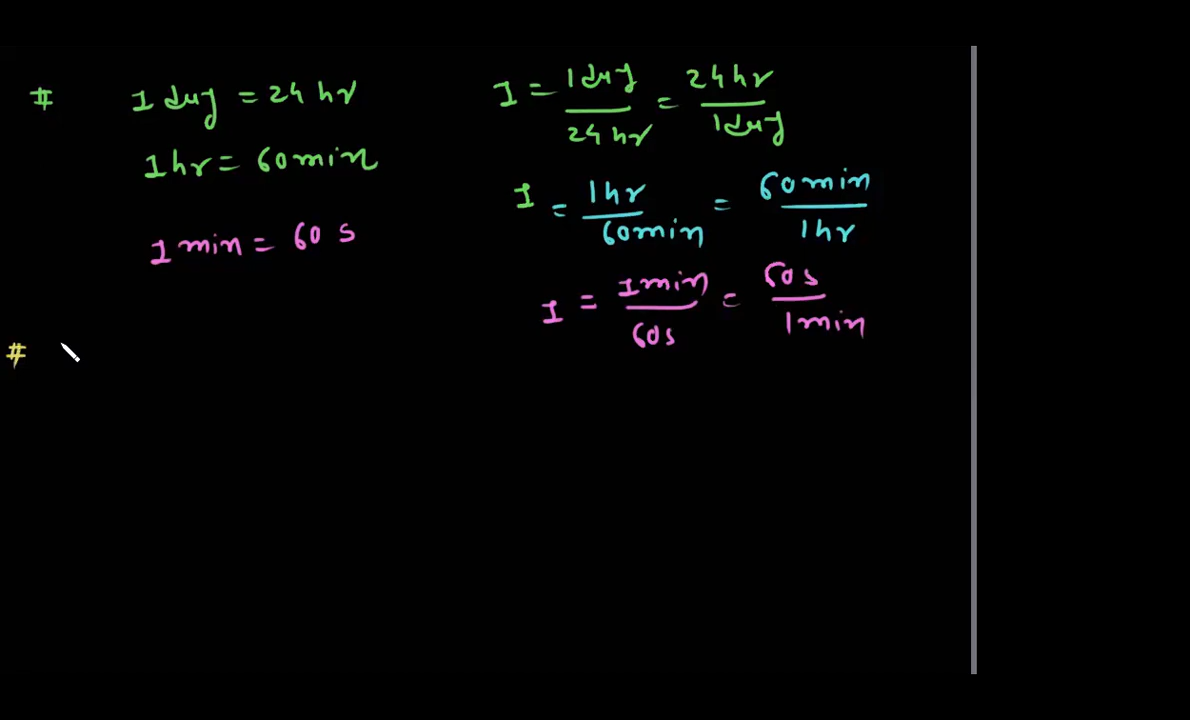 # 1 day = 24 hr
1 hr = 60 min
1 min = 60 s
1 = 1 day / 24 hr = 24 hr / 1 day
1 = 1 hr / 60 min = 60 min / 1 hr
1 = 1 min / 60 s = 60 s / 1 min
#